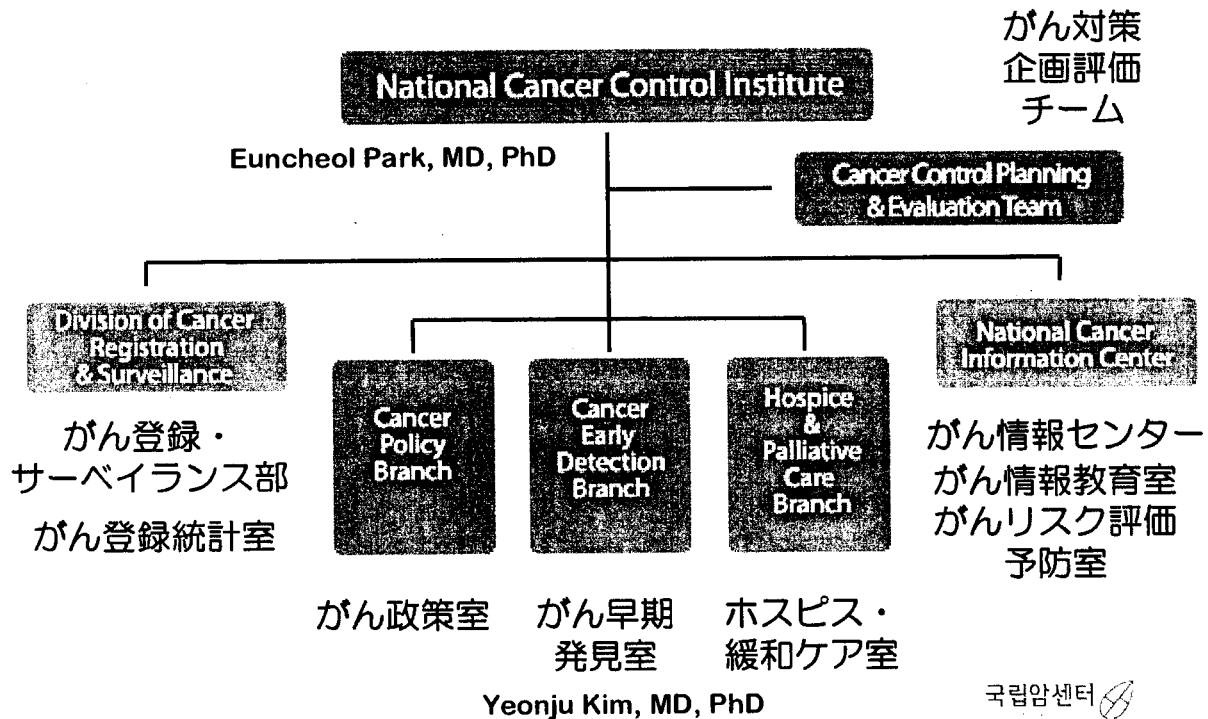 がん対策
企画評価
チーム
National Cancer Control Institute
Euncheol Park, MD, PhD
Cancer Control Planning
& Evaluation Team
Division of Cancer
Registration
& Surveillance
がん登録・
サーベイランス部
がん登録統計室
Cancer
Policy
Branch
がん政策室
Cancer
Early
Detection
Branch
がん早期
発見室
Hospice
&
Palliative
Care
Branch
ホスピス・
緩和ケア室
National Cancer
Information Center
がん情報センター
がん情報教育室
がんリスク評価
予防室
Yeonju Kim, MD, PhD
국립암센터